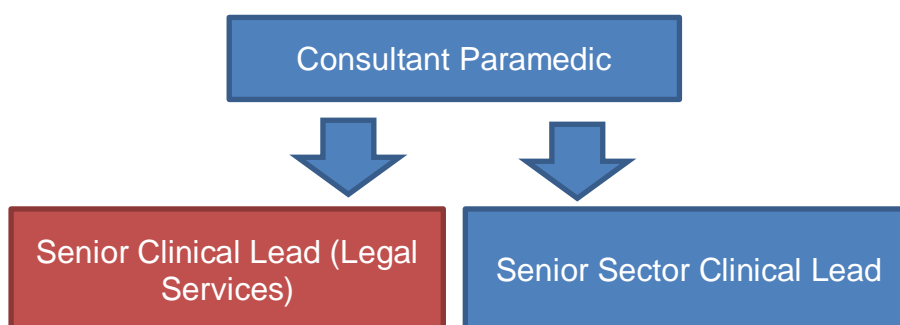 Consultant Paramedic
Senior Clinical Lead (Legal
Services)
Senior Sector Clinical Lead